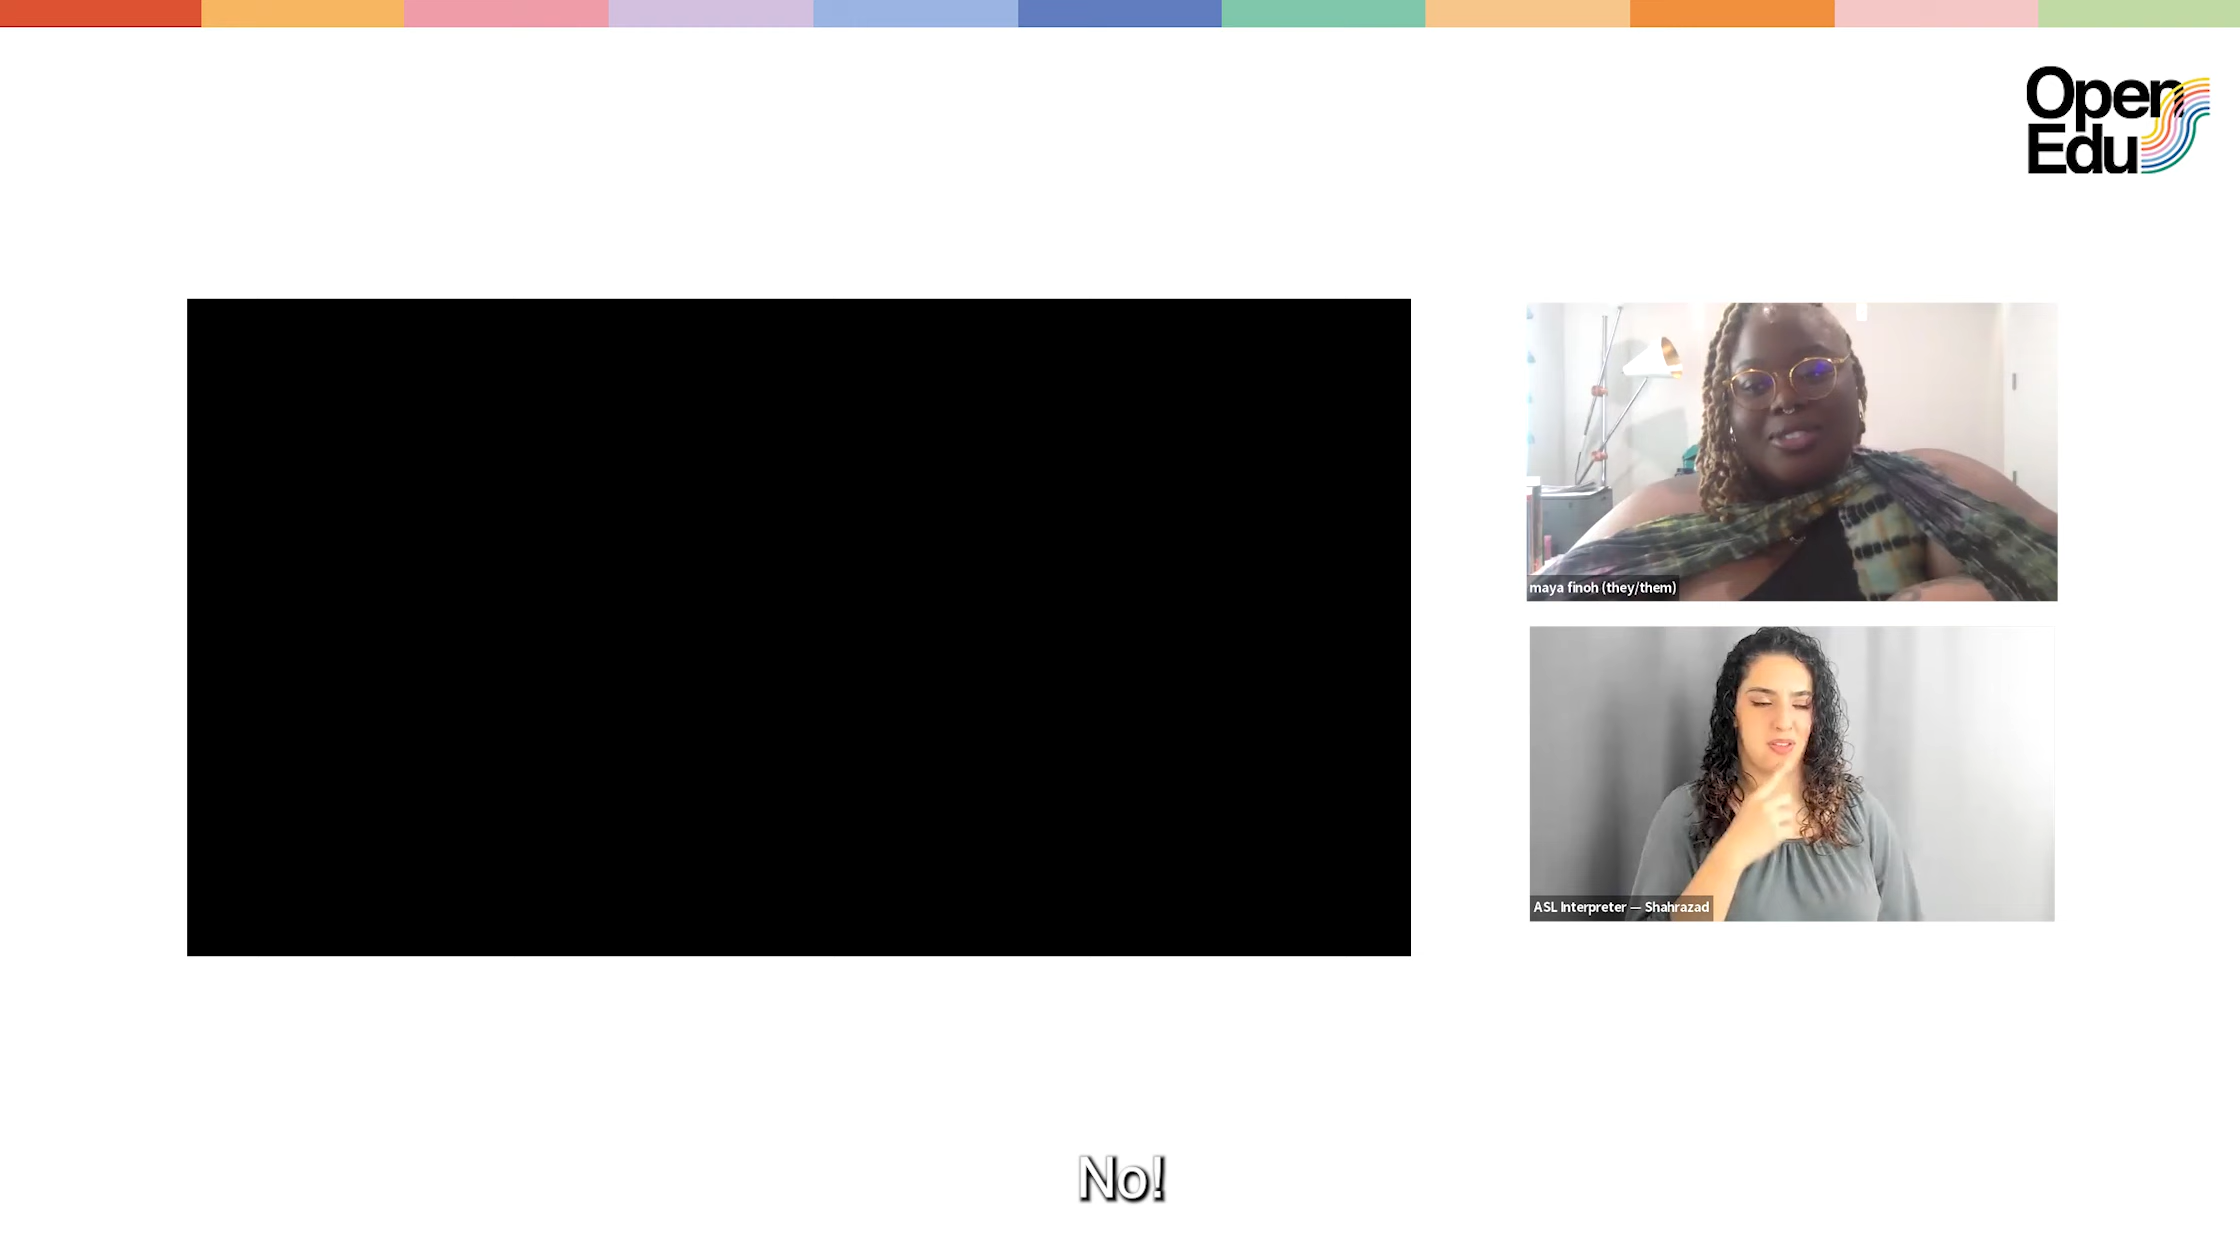 Open
Edu
maya finoh (they/them)
ASL Interpreter — Shahrazad
No!